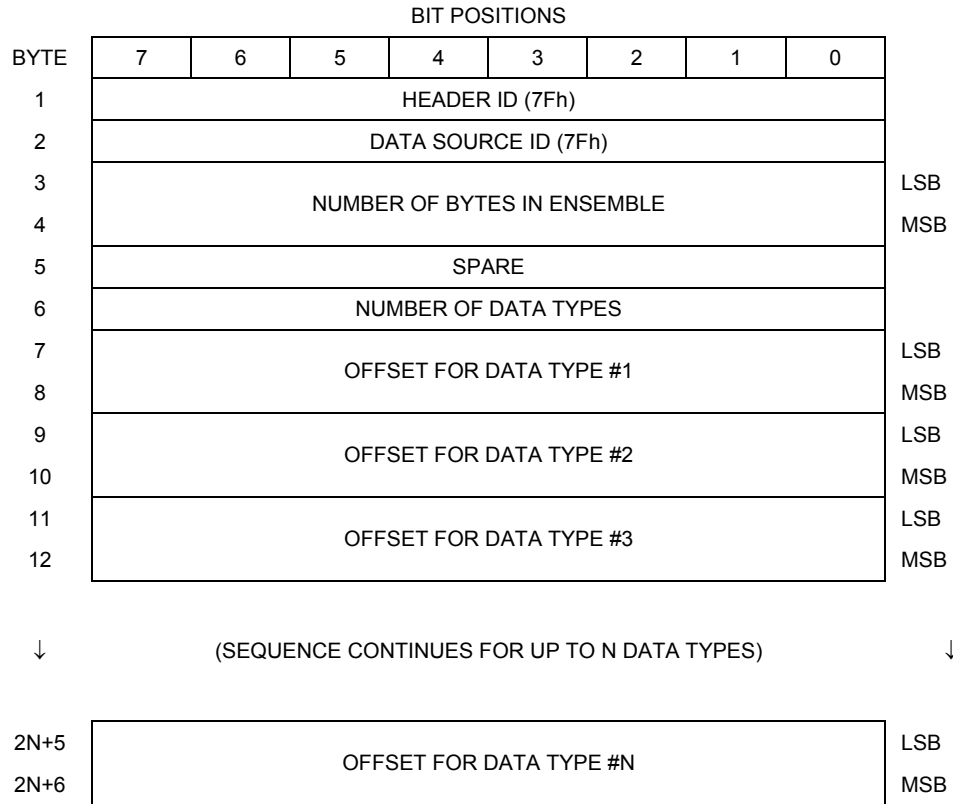 BIT POSITIONS
BYTE 7 6 5 4 3 2 1 0
1 HEADER ID (7Fh)
2 DATA SOURCE ID (7Fh)
3 LSB
NUMBER OF BYTES IN ENSEMBLE
4 MSB
5 SPARE
6 NUMBER OF DATA TYPES
7 LSB
OFFSET FOR DATA TYPE #1
8 MSB
9 LSB
OFFSET FOR DATA TYPE #2
10 MSB
11 LSB
OFFSET FOR DATA TYPE #3
12 MSB
↓ (SEQUENCE CONTINUES FOR UP TO N DATA TYPES) ↓
2N+5 LSB
OFFSET FOR DATA TYPE #N
2N+6 MSB